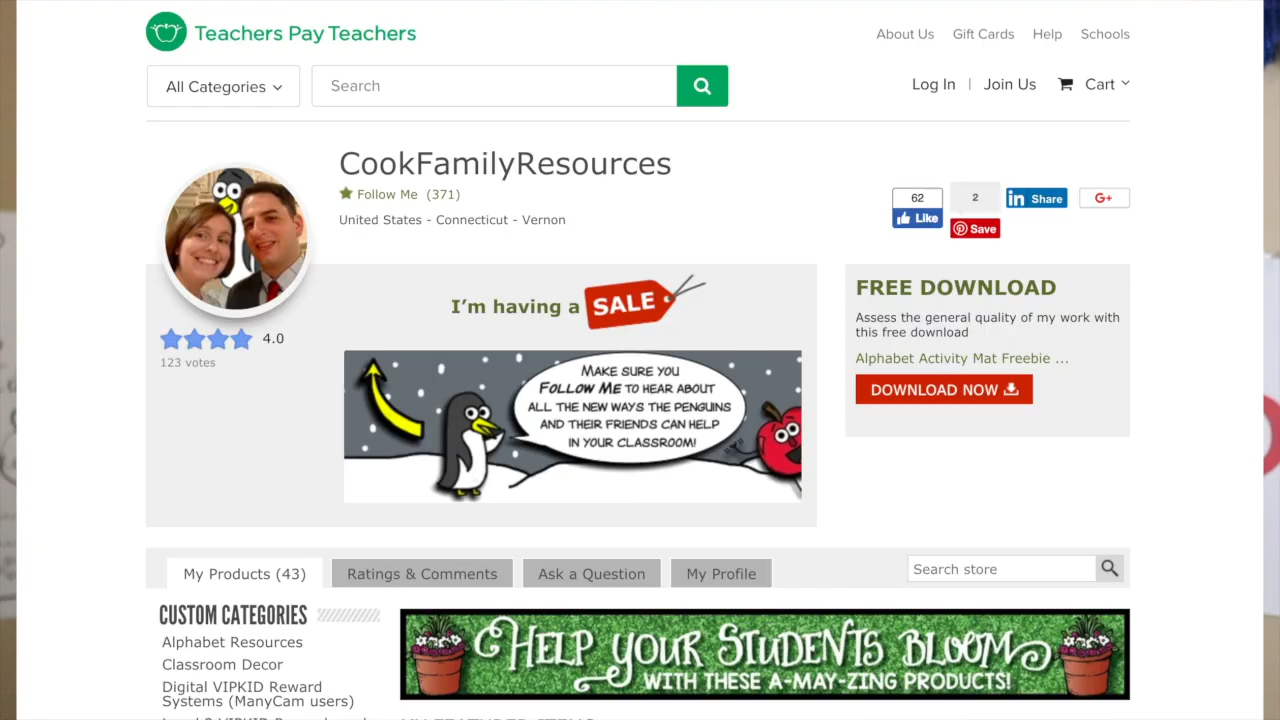 Teachers Pay Teachers
About Us Gift Cards Help Schools
All Categories
Search
Log In | Join Us Cart
CookFamilyResources
Follow Me (371)
United States - Connecticut - Vernon
62
Like
2
Save
in Share
G+
4.0
123 votes
I'm having a SALE
MAKE SURE YOU
FOLLOW ME TO HEAR ABOUT
ALL THE NEW WAYS THE PENGUINS
AND THEIR FRIENDS CAN HELP
IN YOUR CLASSROOM!
FREE DOWNLOAD
Assess the general quality of my work with
this free download
Alphabet Activity Mat Freebie ...
DOWNLOAD NOW
My Products (43) Ratings & Comments Ask a Question My Profile
Search store
CUSTOM CATEGORIES
Alphabet Resources
Classroom Decor
Digital VIPKID Reward
Systems (ManyCam users)
HELP YOUR STUDENTS BLOOM
WITH THESE A-MAY-ZING PRODUCTS!